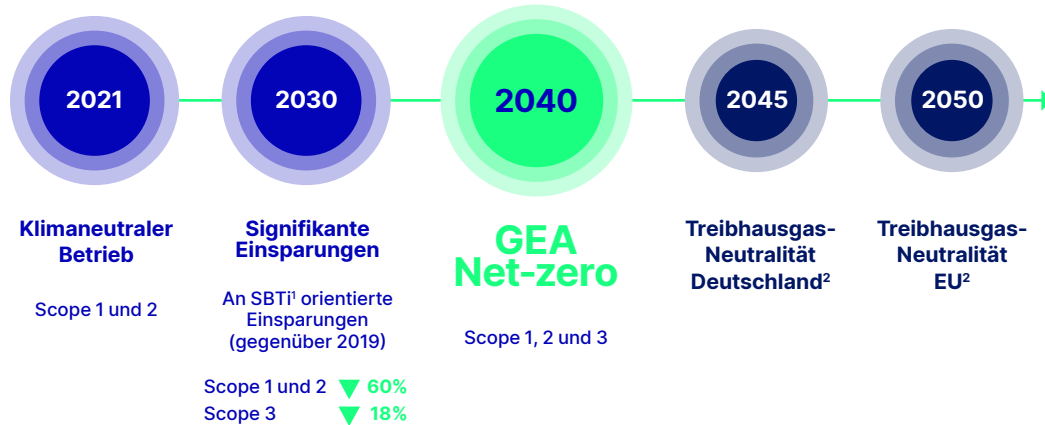 2021
2030
2040
2045
2050
Klimaneutraler
Betrieb
Scope 1 und 2
Signifikante
Einsparungen
An SBTi¹ orientierte
Einsparungen
(gegenüber 2019)
Scope 1 und 2 ▼ 60%
Scope 3 ▼ 18%
GEA
Net-zero
Scope 1, 2 und 3
Treibhausgas-
Neutralität
Deutschland²
Treibhausgas-
Neutralität
EU²